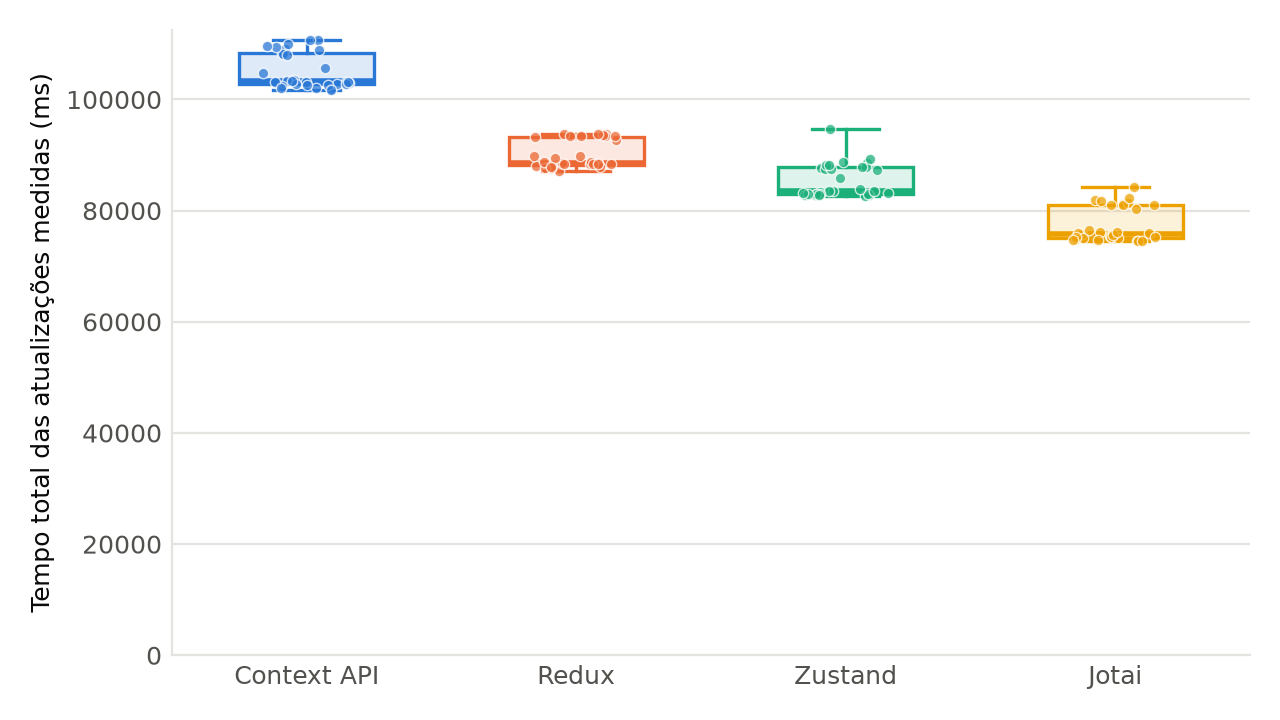 Tempo total das atualizações medidas (ms)
100000
80000
60000
40000
20000
0
Context API
Redux
Zustand
Jotai